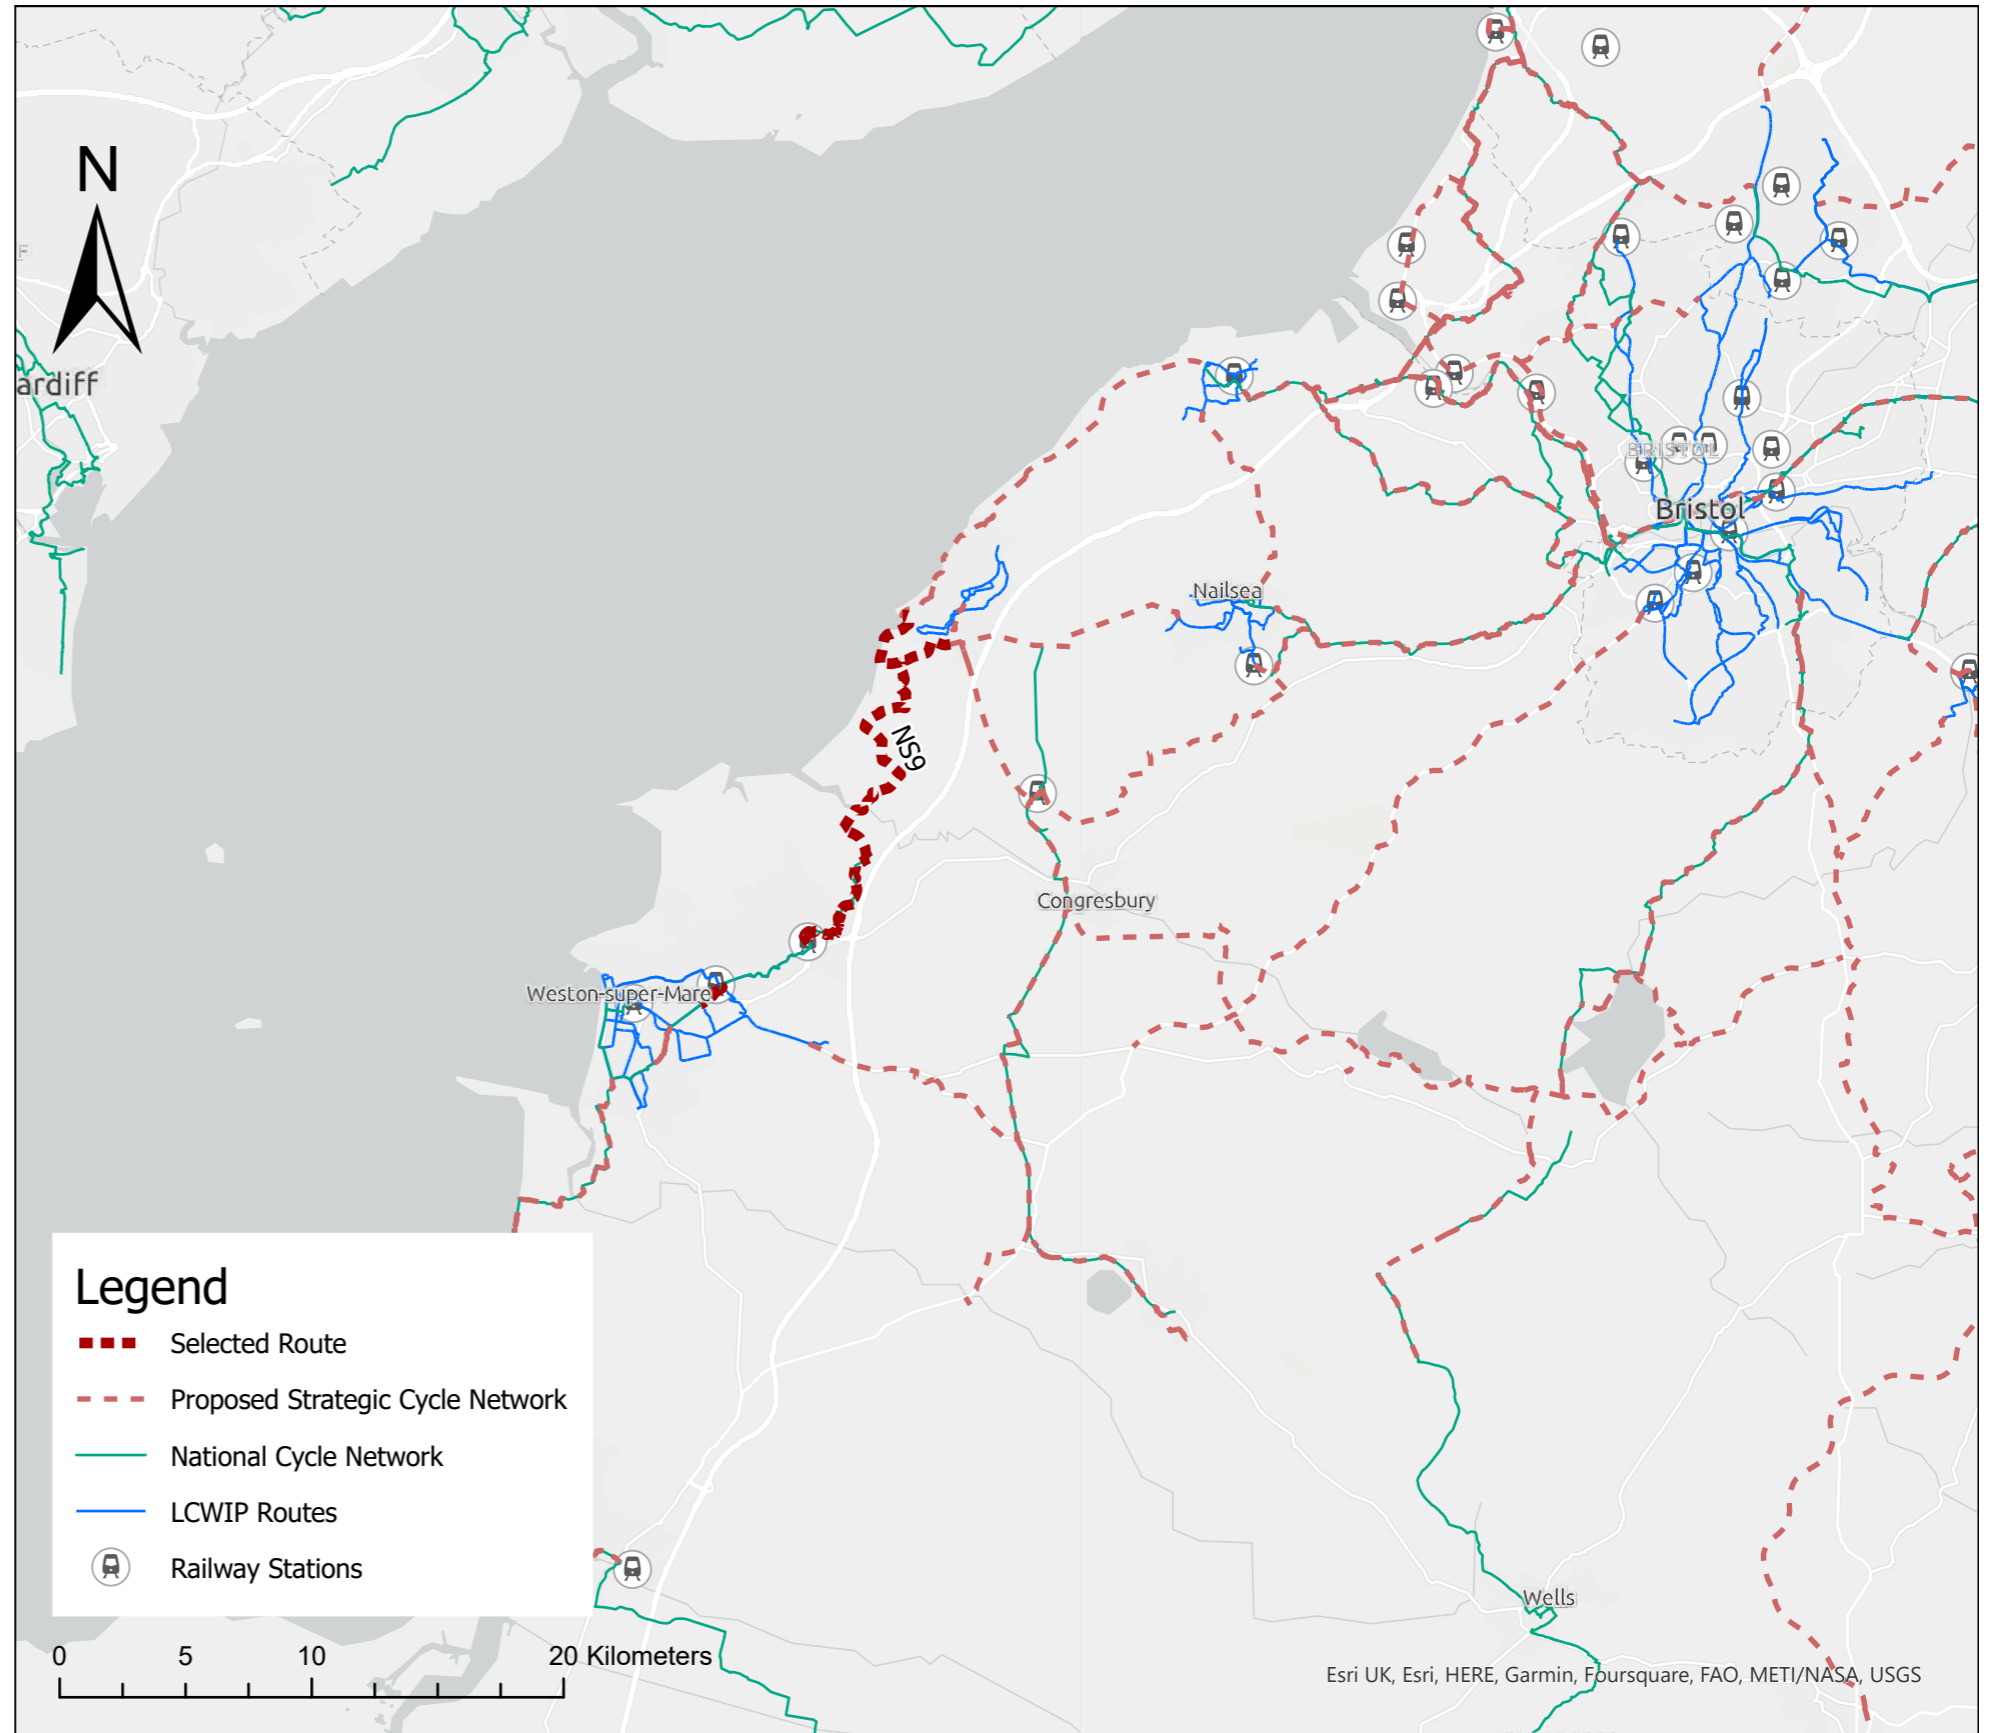 N
ardiff
BRISTOL
Bristol
Nailsea
NS9
Congresbury
Weston-super-Mare
Legend
Selected Route
Proposed Strategic Cycle Network
National Cycle Network
LCWIP Routes
Railway Stations
Wells
0 5 10 20 Kilometers
Esri UK, Esri, HERE, Garmin, Foursquare, FAO, METI/NASA, USGS